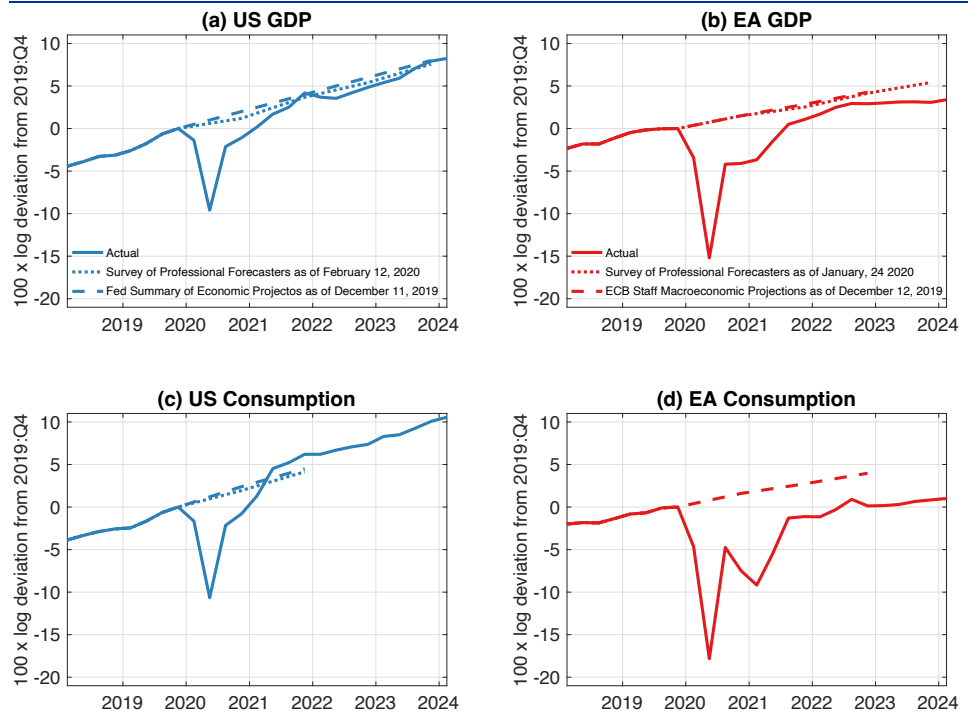 (a) US GDP
100 x log deviation from 2019:Q4
10
5
0
-5
-10
-15
-20
Actual
Survey of Professional Forecasters as of February 12, 2020
Fed Summary of Economic Projectos as of December 11, 2019
2019 2020 2021 2022 2023 2024
(b) EA GDP
100 x log deviation from 2019:Q4
10
5
0
-5
-10
-15
-20
Actual
Survey of Professional Forecasters as of January, 24 2020
ECB Staff Macroeconomic Projections as of December 12, 2019
2019 2020 2021 2022 2023 2024
(c) US Consumption
100 x log deviation from 2019:Q4
10
5
0
-5
-10
-15
-20
2019 2020 2021 2022 2023 2024
(d) EA Consumption
100 x log deviation from 2019:Q4
10
5
0
-5
-10
-15
-20
2019 2020 2021 2022 2023 2024